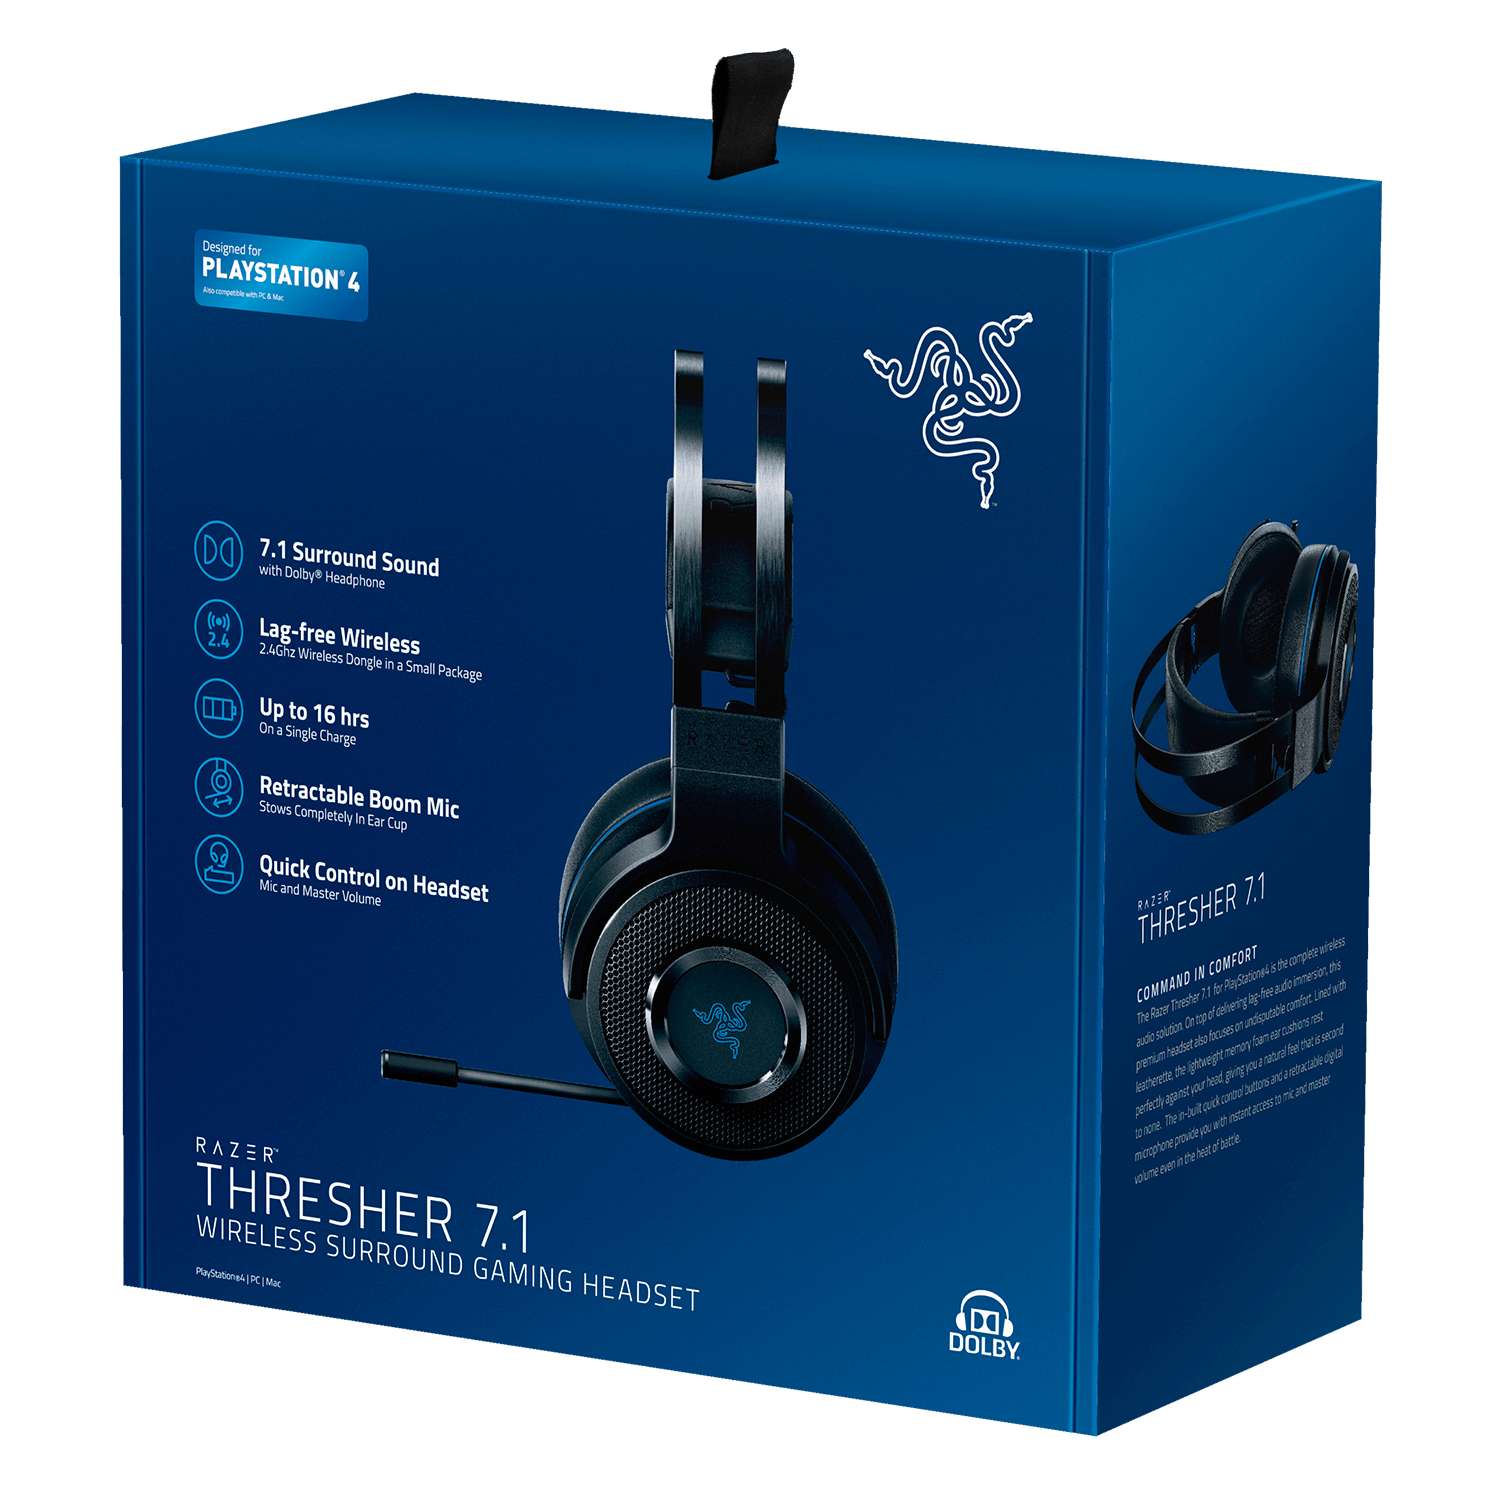 Designed for
PLAYSTATION® 4
Also compatible with PC & Mac
7.1 Surround Sound
with Dolby® Headphone
2.4
Lag-free Wireless
2.4Ghz Wireless Dongle in a Small Package
Up to 16 hrs
On a Single Charge
Retractable Boom Mic
Stows Completely In Ear Cup
Quick Control on Headset
Mic and Master Volume
RAZER
RAZER™
THRESHER 7.1
WIRELESS SURROUND GAMING HEADSET
PlayStation®4 | PC | Mac
DOLBY®
RAZER™
THRESHER 7.1
COMMAND IN COMFORT
The Razer Thresher 7.1 for PlayStation®4 is the complete wireless
audio solution. On top of delivering lag-free audio immersion, this
premium headset also focuses on undisputable comfort. Lined with
leatherette, the lightweight memory foam ear cushions rest
perfectly against your head, giving you a natural feel that is second
to none. The in-built quick control buttons and a retractable digital
microphone provide you with instant access to mic and master
volume even in the heat of battle.